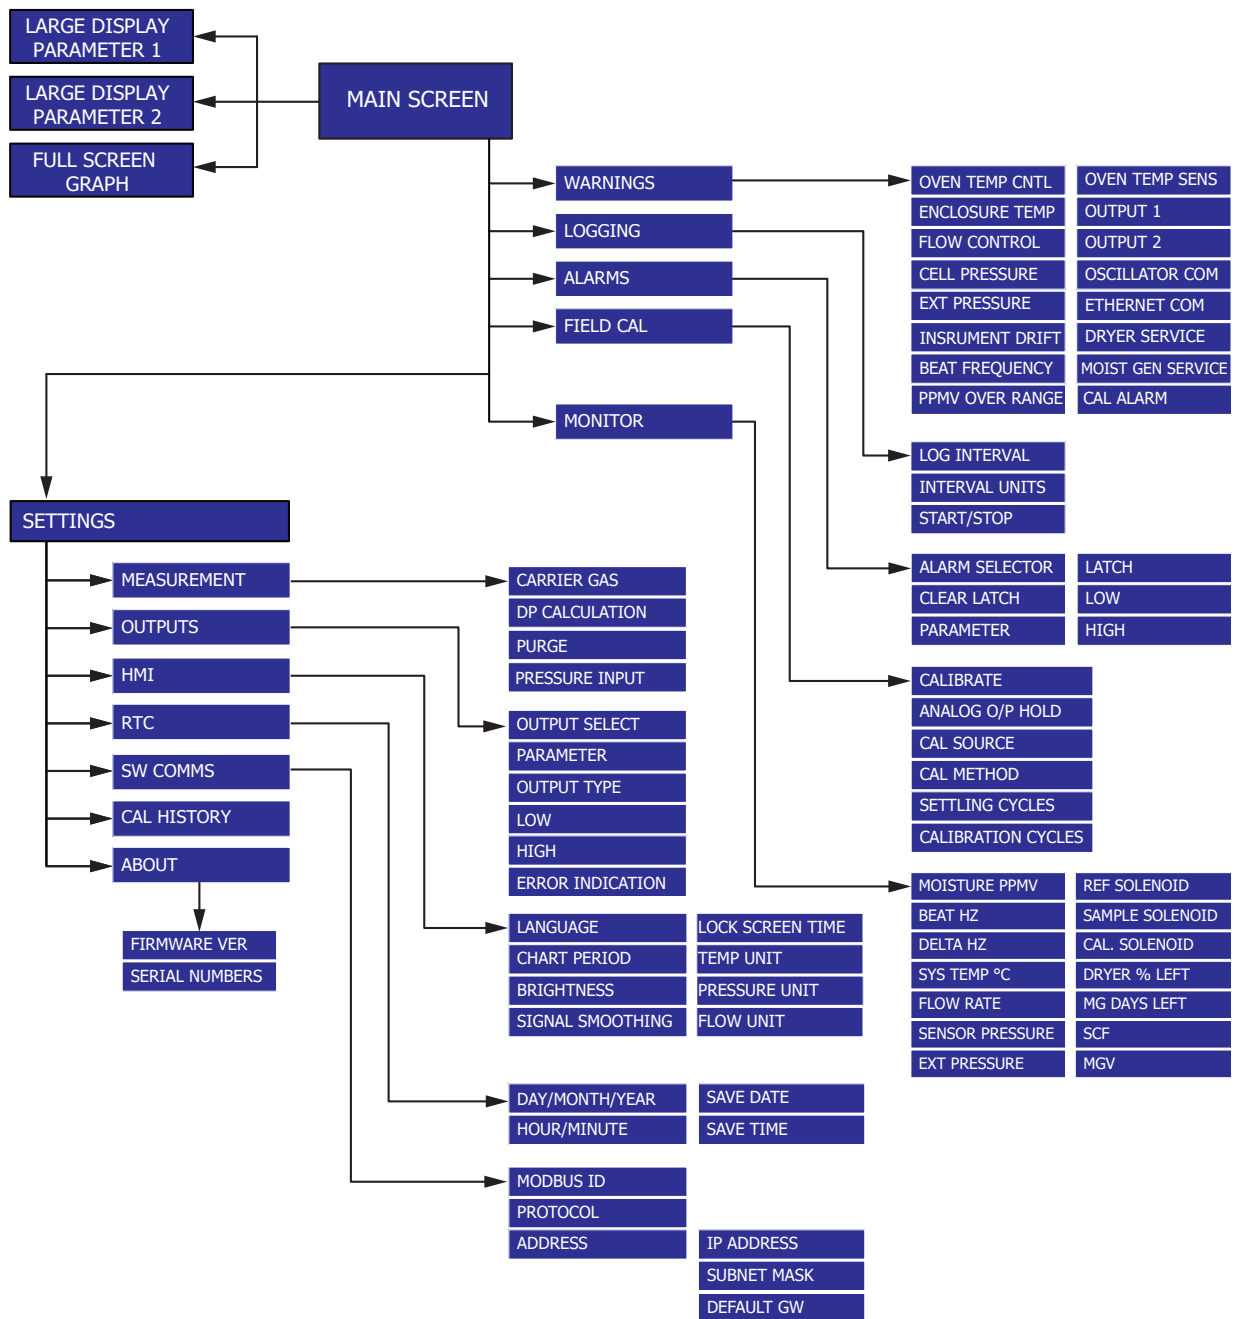 LARGE DISPLAY
PARAMETER 1
LARGE DISPLAY
PARAMETER 2
FULL SCREEN
GRAPH
MAIN SCREEN
WARNINGS
LOGGING
ALARMS
FIELD CAL
MONITOR
OVEN TEMP CNTL
ENCLOSURE TEMP
FLOW CONTROL
CELL PRESSURE
EXT PRESSURE
INSRUMENT DRIFT
BEAT FREQUENCY
PPMV OVER RANGE
OVEN TEMP SENS
OUTPUT 1
OUTPUT 2
OSCILLATOR COM
ETHERNET COM
DRYER SERVICE
MOIST GEN SERVICE
CAL ALARM
LOG INTERVAL
INTERVAL UNITS
START/STOP
ALARM SELECTOR
CLEAR LATCH
PARAMETER
LATCH
LOW
HIGH
CALIBRATE
ANALOG O/P HOLD
CAL SOURCE
CAL METHOD
SETTLING CYCLES
CALIBRATION CYCLES
MOISTURE PPMV
BEAT HZ
DELTA HZ
SYS TEMP °C
FLOW RATE
SENSOR PRESSURE
EXT PRESSURE
REF SOLENOID
SAMPLE SOLENOID
CAL. SOLENOID
DRYER % LEFT
MG DAYS LEFT
SCF
MGV
SETTINGS
MEASUREMENT
OUTPUTS
HMI
RTC
SW COMMS
CAL HISTORY
ABOUT
FIRMWARE VER
SERIAL NUMBERS
CARRIER GAS
DP CALCULATION
PURGE
PRESSURE INPUT
OUTPUT SELECT
PARAMETER
OUTPUT TYPE
LOW
HIGH
ERROR INDICATION
LANGUAGE
CHART PERIOD
BRIGHTNESS
SIGNAL SMOOTHING
LOCK SCREEN TIME
TEMP UNIT
PRESSURE UNIT
FLOW UNIT
DAY/MONTH/YEAR
HOUR/MINUTE
SAVE DATE
SAVE TIME
MODBUS ID
PROTOCOL
ADDRESS
IP ADDRESS
SUBNET MASK
DEFAULT GW